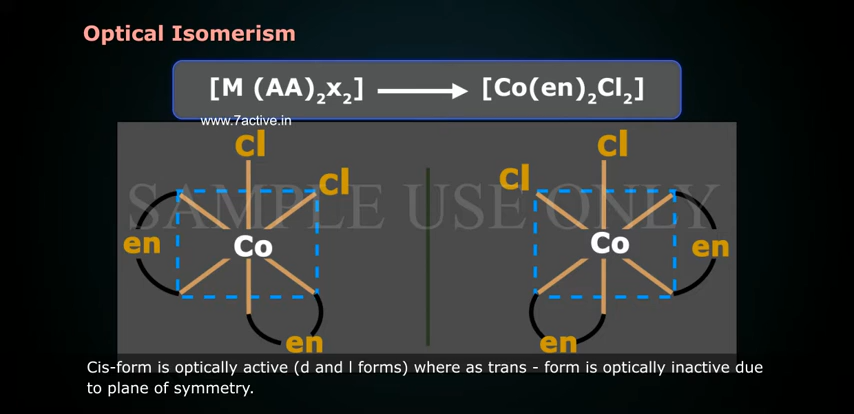 Optical Isomerism
[M (AA)₂x₂] ⟶ [Co(en)₂Cl₂]
www.7active.in
SAMPLE USE ONLY
Cl Cl
Cl Cl
en Co Co en
en en
Cis-form is optically active (d and l forms) where as trans - form is optically inactive due
to plane of symmetry.